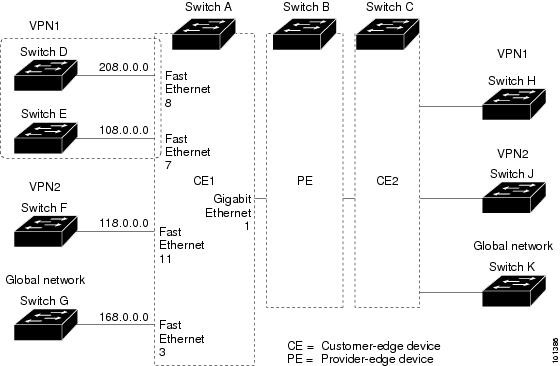 Switch A
Switch B
Switch C
VPN1
Switch D
208.0.0.0
Fast
Ethernet
8
Switch E
108.0.0.0
Fast
Ethernet
7
VPN2
Switch F
118.0.0.0
Fast
Ethernet
11
Global network
Switch G
168.0.0.0
Fast
Ethernet
3
CE1
Gigabit
Ethernet
1
PE
CE2
VPN1
Switch H
VPN2
Switch J
Global network
Switch K
CE = Customer-edge device
PE = Provider-edge device
101386